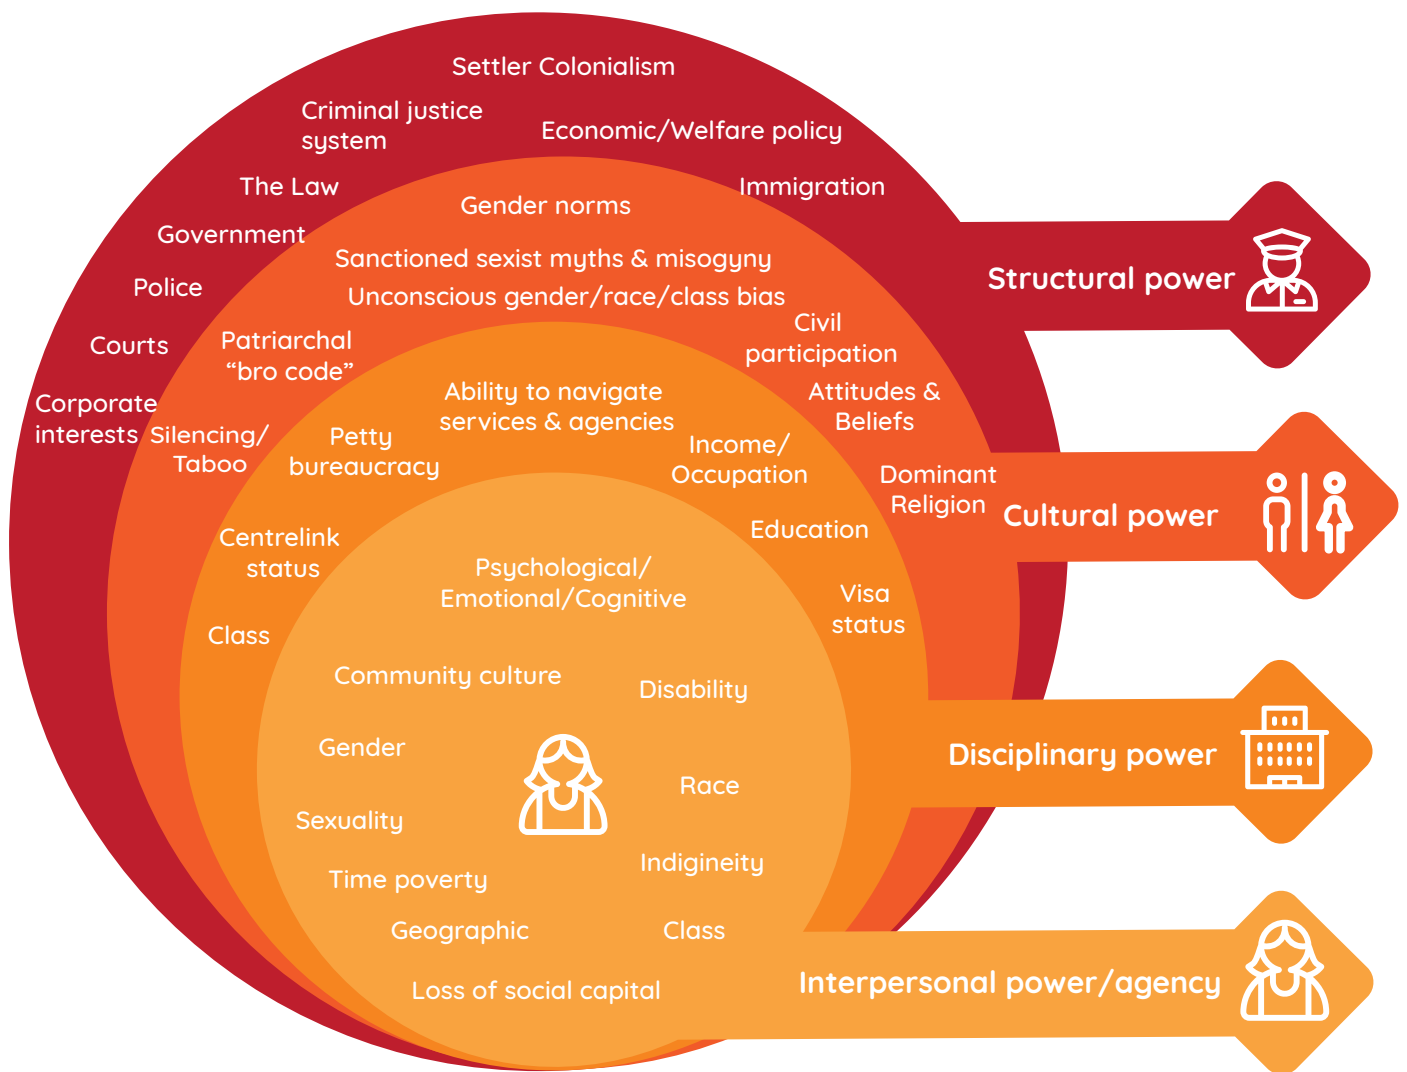 Settler Colonialism
Criminal justice
system
Economic/Welfare policy
The Law
Immigration
Government
Police
Courts
Corporate
interests
Structural power
Gender norms
Sanctioned sexist myths & misogyny
Unconscious gender/race/class bias
Patriarchal
“bro code”
Civil
participation
Attitudes &
Beliefs
Silencing/
Taboo
Dominant
Religion
Cultural power
Ability to navigate
services & agencies
Petty
bureaucracy
Income/
Occupation
Education
Centrelink
status
Visa
status
Class
Disciplinary power
Psychological/
Emotional/Cognitive
Community culture
Disability
Gender
Race
Sexuality
Indigineity
Time poverty
Geographic
Class
Loss of social capital
Interpersonal power/agency